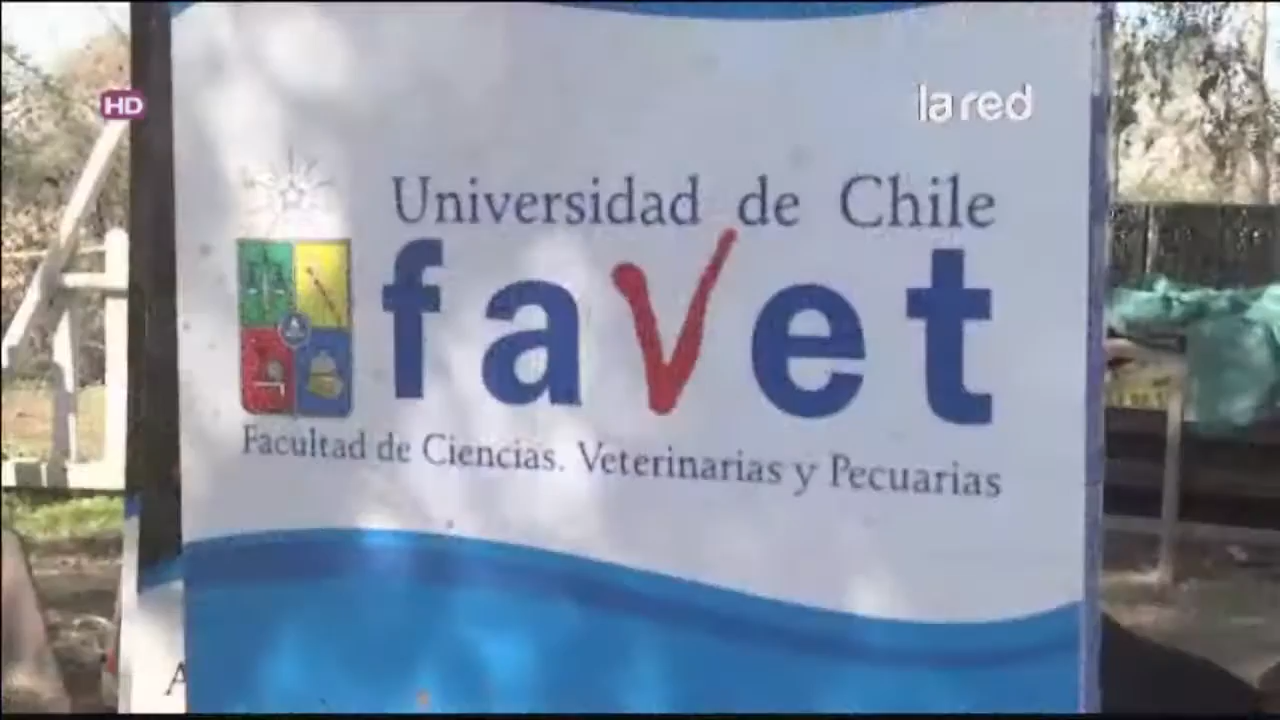 HD
la red
Universidad de Chile
favet
Facultad de Ciencias. Veterinarias y Pecuarias
A